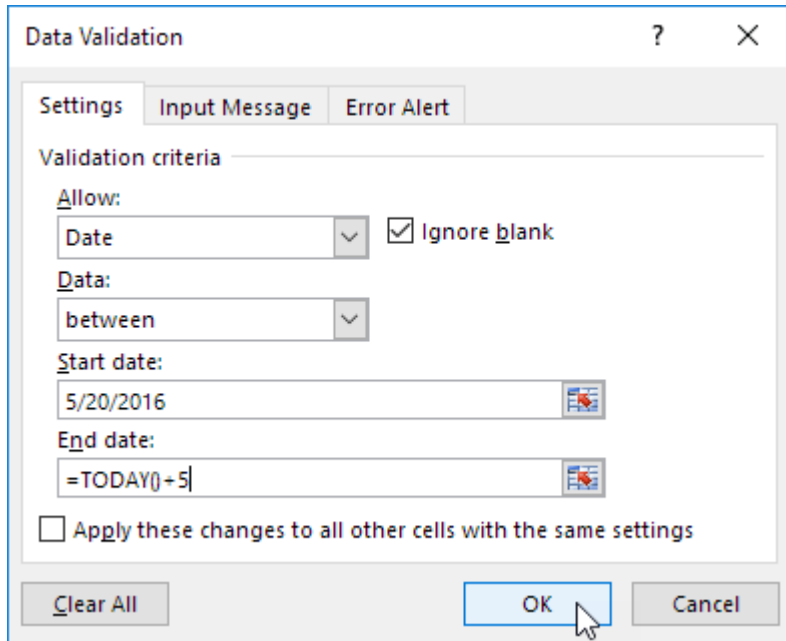 Data Validation ?
Settings Input Message Error Alert
Validation criteria
Allow:
Date Ignore blank
Data:
between
Start date:
5/20/2016
End date:
=TODAY()+5
Apply these changes to all other cells with the same settings
Clear All OK Cancel